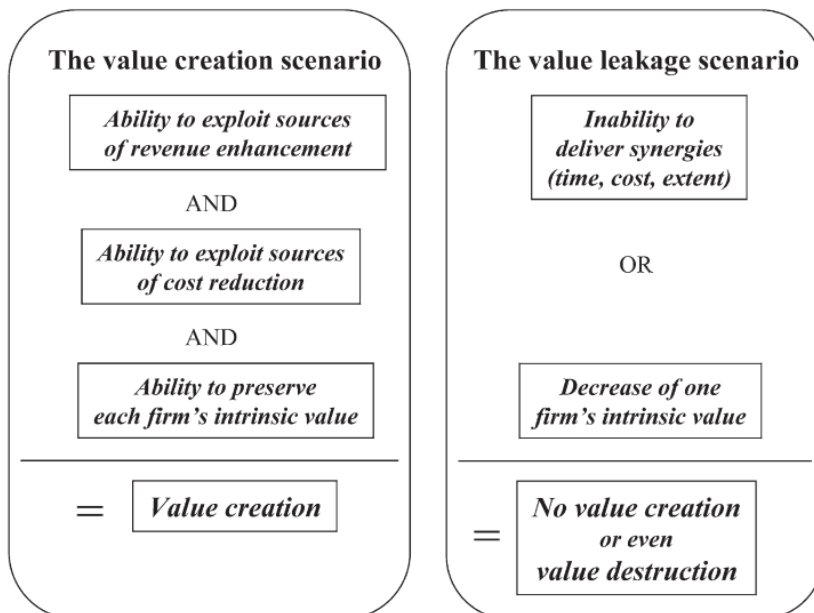 The value creation scenario
Ability to exploit sources
of revenue enhancement
AND
Ability to exploit sources
of cost reduction
AND
Ability to preserve
each firm's intrinsic value
= Value creation
The value leakage scenario
Inability to
deliver synergies
(time, cost, extent)
OR
Decrease of one
firm's intrinsic value
= No value creation
or even
value destruction